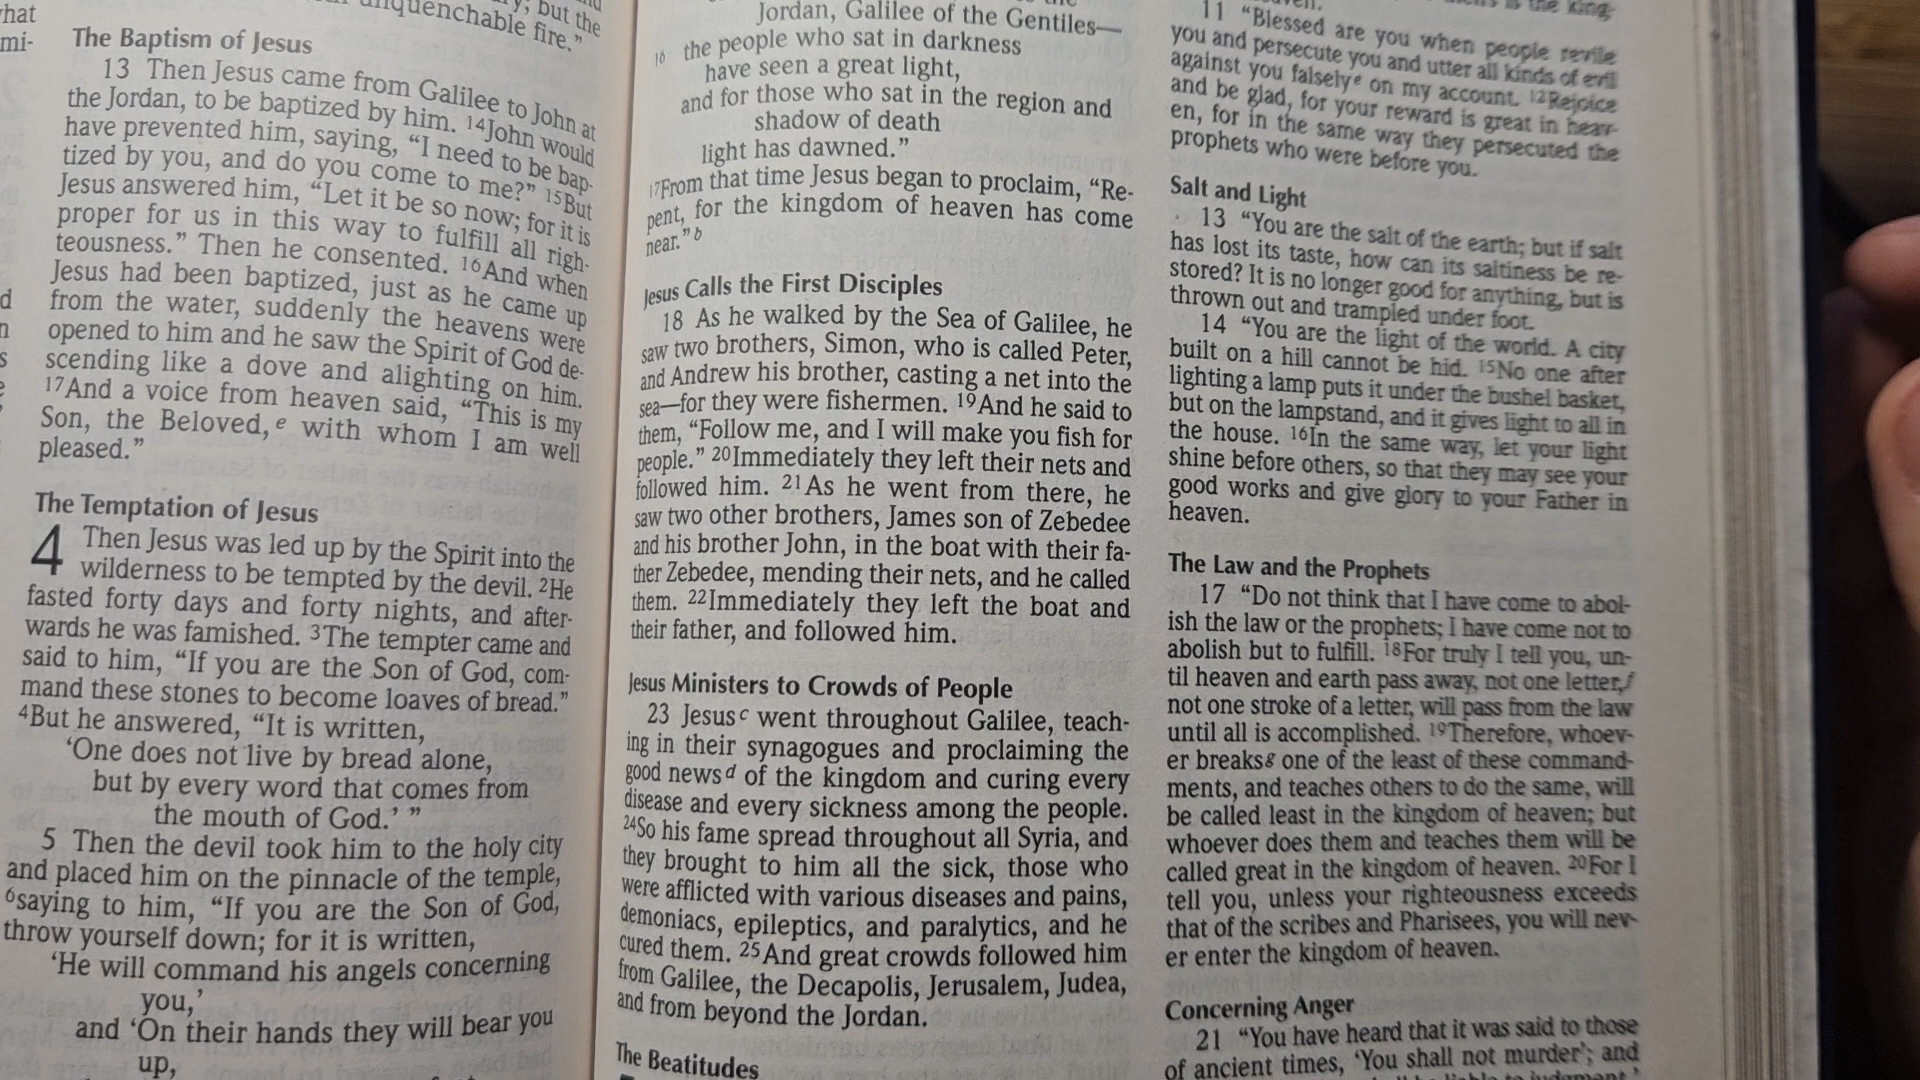 what
mi-
d
n
s
e
; but the
unquenchable fire.”
The Baptism of Jesus
13 Then Jesus came from Galilee to John at
the Jordan, to be baptized by him. 14John would
have prevented him, saying, “I need to be bap-
tized by you, and do you come to me?” 15But
Jesus answered him, “Let it be so now; for it is
proper for us in this way to fulfill all righ-
teousness.” Then he consented. 16And when
Jesus had been baptized, just as he came up
from the water, suddenly the heavens were
opened to him and he saw the Spirit of God de-
scending like a dove and alighting on him.
17And a voice from heaven said, “This is my
Son, the Beloved,e with whom I am well
pleased.”
The Temptation of Jesus
4 Then Jesus was led up by the Spirit into the
wilderness to be tempted by the devil. 2He
fasted forty days and forty nights, and after-
wards he was famished. 3The tempter came and
said to him, “If you are the Son of God, com-
mand these stones to become loaves of bread.”
4But he answered, “It is written,
‘One does not live by bread alone,
but by every word that comes from
the mouth of God.’ ”
5 Then the devil took him to the holy city
and placed him on the pinnacle of the temple,
6saying to him, “If you are the Son of God,
throw yourself down; for it is written,
‘He will command his angels concerning
you,’
and ‘On their hands they will bear you
up,
Jordan, Galilee of the Gentiles—
16 the people who sat in darkness
have seen a great light,
and for those who sat in the region and
shadow of death
light has dawned.”
17From that time Jesus began to proclaim, “Re-
pent, for the kingdom of heaven has come
near.”b
Jesus Calls the First Disciples
18 As he walked by the Sea of Galilee, he
saw two brothers, Simon, who is called Peter,
and Andrew his brother, casting a net into the
sea—for they were fishermen. 19And he said to
them, “Follow me, and I will make you fish for
people.” 20Immediately they left their nets and
followed him. 21As he went from there, he
saw two other brothers, James son of Zebedee
and his brother John, in the boat with their fa-
ther Zebedee, mending their nets, and he called
them. 22Immediately they left the boat and
their father, and followed him.
Jesus Ministers to Crowds of People
23 Jesusc went throughout Galilee, teach-
ing in their synagogues and proclaiming the
good newsd of the kingdom and curing every
disease and every sickness among the people.
24So his fame spread throughout all Syria, and
they brought to him all the sick, those who
were afflicted with various diseases and pains,
demoniacs, epileptics, and paralytics, and he
cured them. 25And great crowds followed him
from Galilee, the Decapolis, Jerusalem, Judea,
and from beyond the Jordan.
The Beatitudes
is the king-
11 “Blessed are you when people revile
you and persecute you and utter all kinds of evil
against you falselye on my account. 12Rejoice
and be glad, for your reward is great in heav-
en, for in the same way they persecuted the
prophets who were before you.
Salt and Light
13 “You are the salt of the earth; but if salt
has lost its taste, how can its saltiness be re-
stored? It is no longer good for anything, but is
thrown out and trampled under foot.
14 “You are the light of the world. A city
built on a hill cannot be hid. 15No one after
lighting a lamp puts it under the bushel basket,
but on the lampstand, and it gives light to all in
the house. 16In the same way, let your light
shine before others, so that they may see your
good works and give glory to your Father in
heaven.
The Law and the Prophets
17 “Do not think that I have come to abol-
ish the law or the prophets; I have come not to
abolish but to fulfill. 18For truly I tell you, un-
til heaven and earth pass away, not one letter,f
not one stroke of a letter, will pass from the law
until all is accomplished. 19Therefore, whoev-
er breaksg one of the least of these command-
ments, and teaches others to do the same, will
be called least in the kingdom of heaven; but
whoever does them and teaches them will be
called great in the kingdom of heaven. 20For I
tell you, unless your righteousness exceeds
that of the scribes and Pharisees, you will nev-
er enter the kingdom of heaven.
Concerning Anger
21 “You have heard that it was said to those
of ancient times, ‘You shall not murder’; and